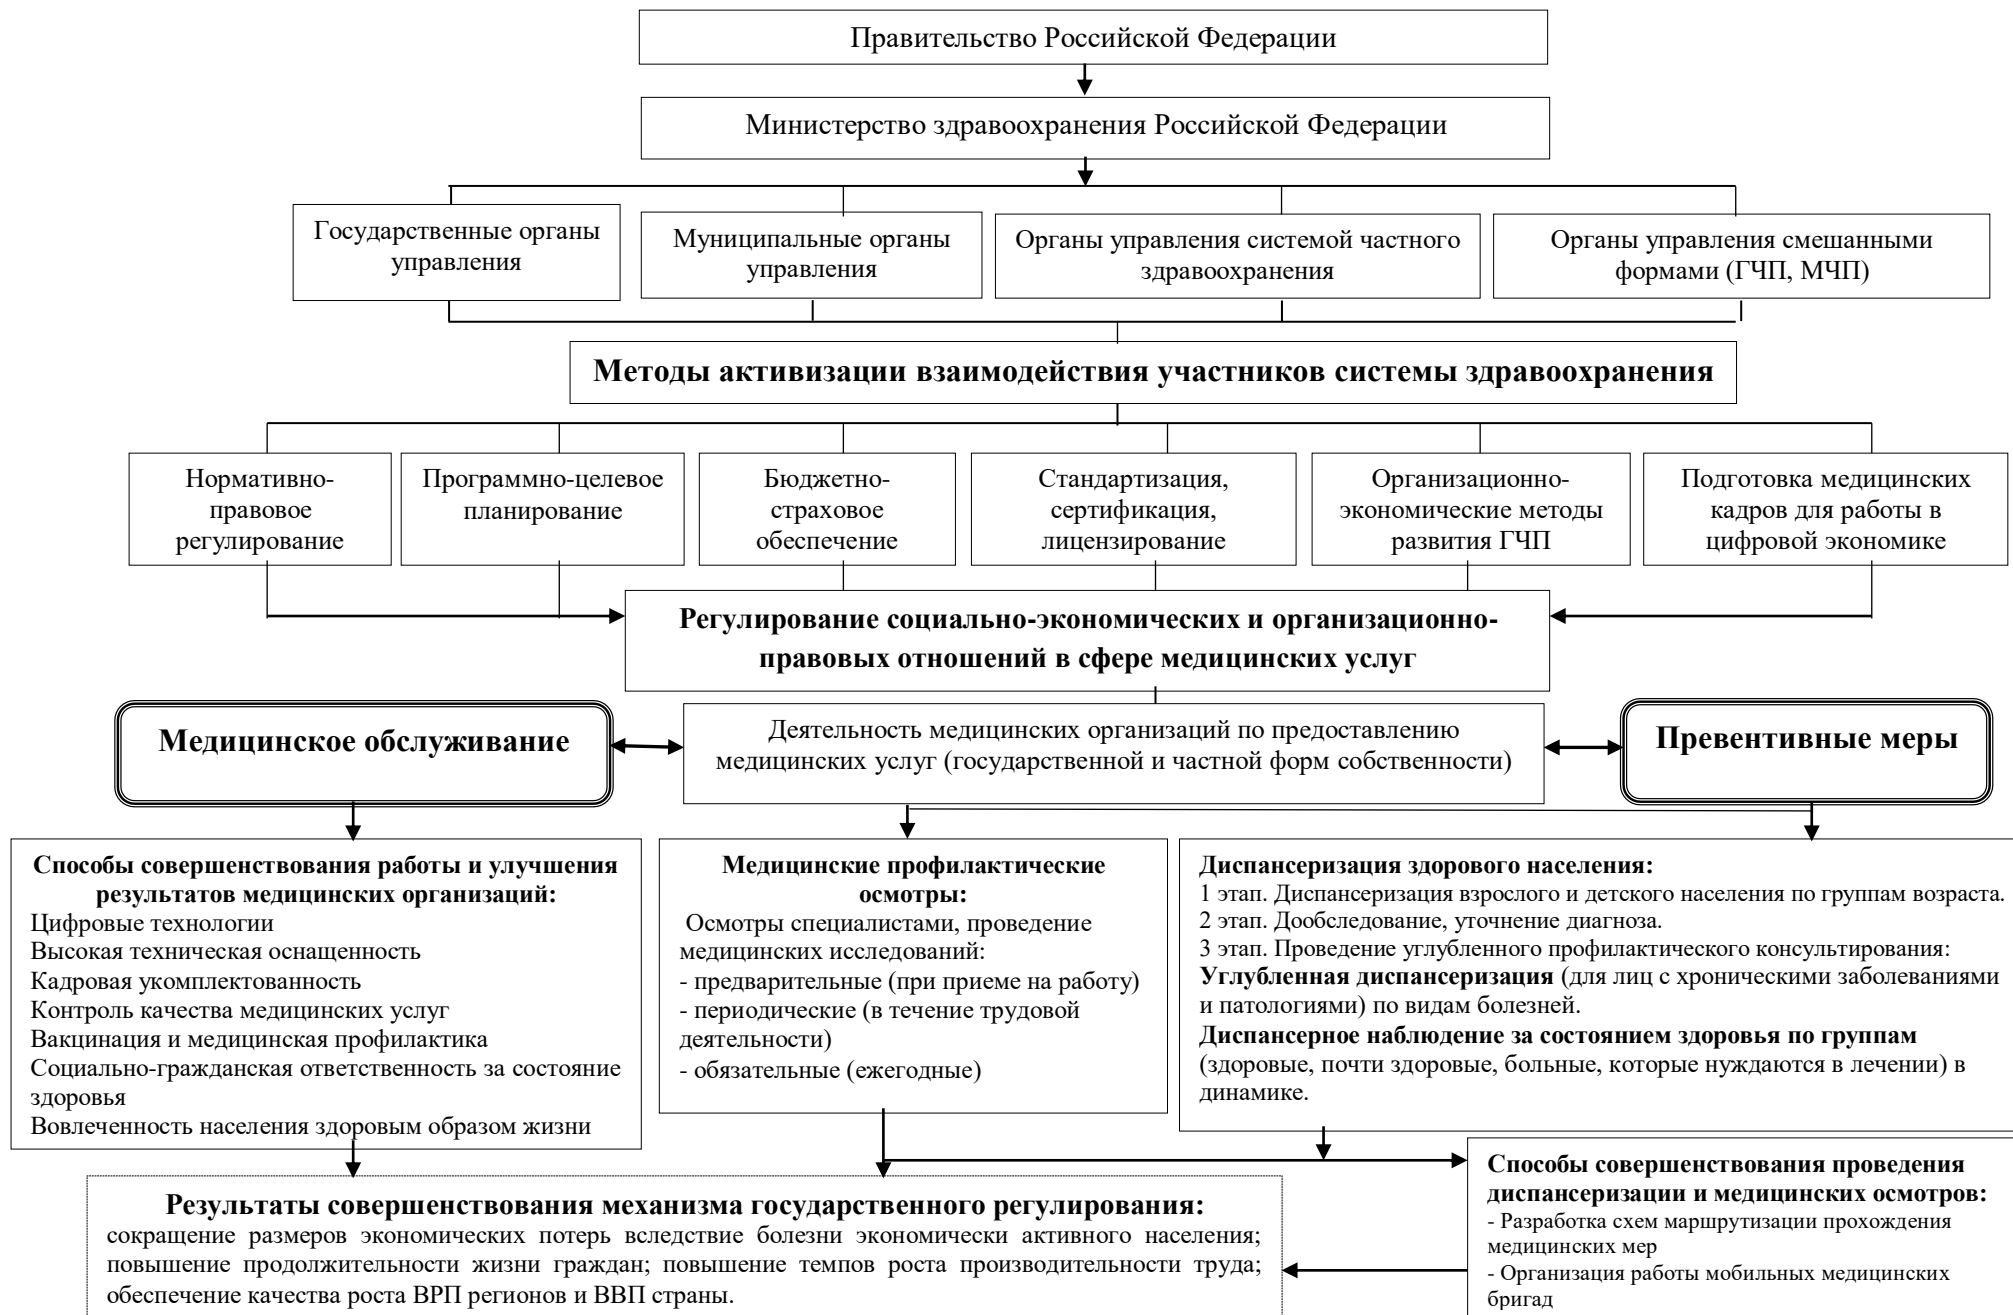 Правительство Российской Федерации
Министерство здравоохранения Российской Федерации
Государственные органы
управления
Муниципальные органы
управления
Органы управления системой частного
здравоохранения
Органы управления смешанными
формами (ГЧП, МЧП)
Методы активизации взаимодействия участников системы здравоохранения
Нормативно-
правовое
регулирование
Программно-целевое
планирование
Бюджетно-
страховое
обеспечение
Стандартизация,
сертификация,
лицензирование
Организационно-
экономические методы
развития ГЧП
Подготовка медицинских
кадров для работы в
цифровой экономике
Регулирование социально-экономических и организационно-
правовых отношений в сфере медицинских услуг
Медицинское обслуживание
Деятельность медицинских организаций по предоставлению
медицинских услуг (государственной и частной форм собственности)
Превентивные меры
Способы совершенствования работы и улучшения
результатов медицинских организаций:
Цифровые технологии
Высокая техническая оснащенность
Кадровая укомплектованность
Контроль качества медицинских услуг
Вакцинация и медицинская профилактика
Социально-гражданская ответственность за состояние
здоровья
Вовлеченность населения здоровым образом жизни
Медицинские профилактические
осмотры:
Осмотры специалистами, проведение
медицинских исследований:
- предварительные (при приеме на работу)
- периодические (в течение трудовой
деятельности)
- обязательные (ежегодные)
Диспансеризация здорового населения:
1 этап. Диспансеризация взрослого и детского населения по группам возраста.
2 этап. Дообследование, уточнение диагноза.
3 этап. Проведение углубленного профилактического консультирования:
Углубленная диспансеризация (для лиц с хроническими заболеваниями
и патологиями) по видам болезней.
Диспансерное наблюдение за состоянием здоровья по группам
(здоровые, почти здоровые, больные, которые нуждаются в лечении) в
динамике.
Результаты совершенствования механизма государственного регулирования:
сокращение размеров экономических потерь вследствие болезни экономически активного населения;
повышение продолжительности жизни граждан; повышение темпов роста производительности труда;
обеспечение качества роста ВРП регионов и ВВП страны.
Способы совершенствования проведения
диспансеризации и медицинских осмотров:
- Разработка схем маршрутизации прохождения
медицинских мер
- Организация работы мобильных медицинских
бригад